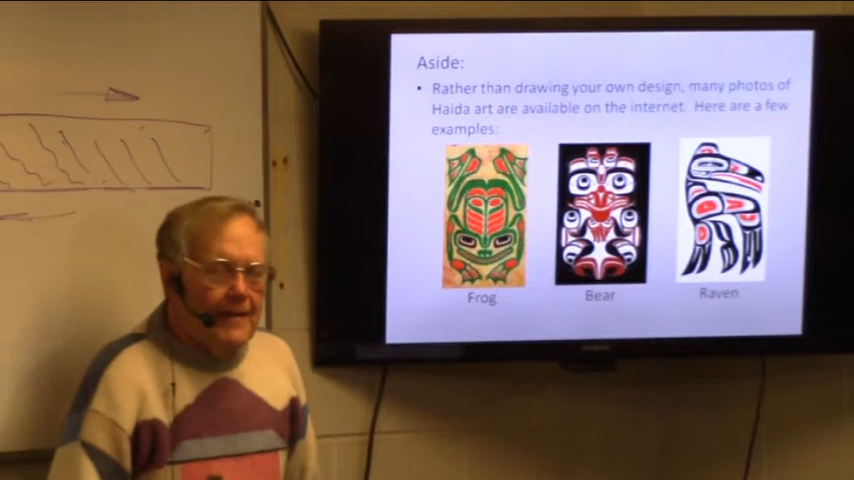 Aside:
• Rather than drawing your own design, many photos of
Haida art are available on the internet. Here are a few
examples:
Frog
Bear
Raven